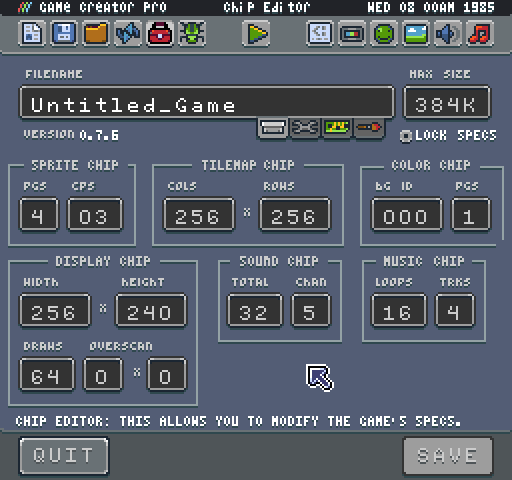 Game Creator Pro Chip Editor WED 08 00AM 1985
FILENAME MAX SIZE
Untitled_Game 384K
VERSION 0.7.6 LOCK SPECS
SPRITE CHIP TILEMAP CHIP COLOR CHIP
PGS CPS COLS ROWS BG ID PGS
4 03 256 x 256 000 1
DISPLAY CHIP SOUND CHIP MUSIC CHIP
WIDTH HEIGHT TOTAL CHAN LOOPS TRKS
256 x 240 32 5 16 4
DRAWS OVERSCAN
64 0 x 0
CHIP EDITOR: THIS ALLOWS YOU TO MODIFY THE GAME'S SPECS.
QUIT SAVE